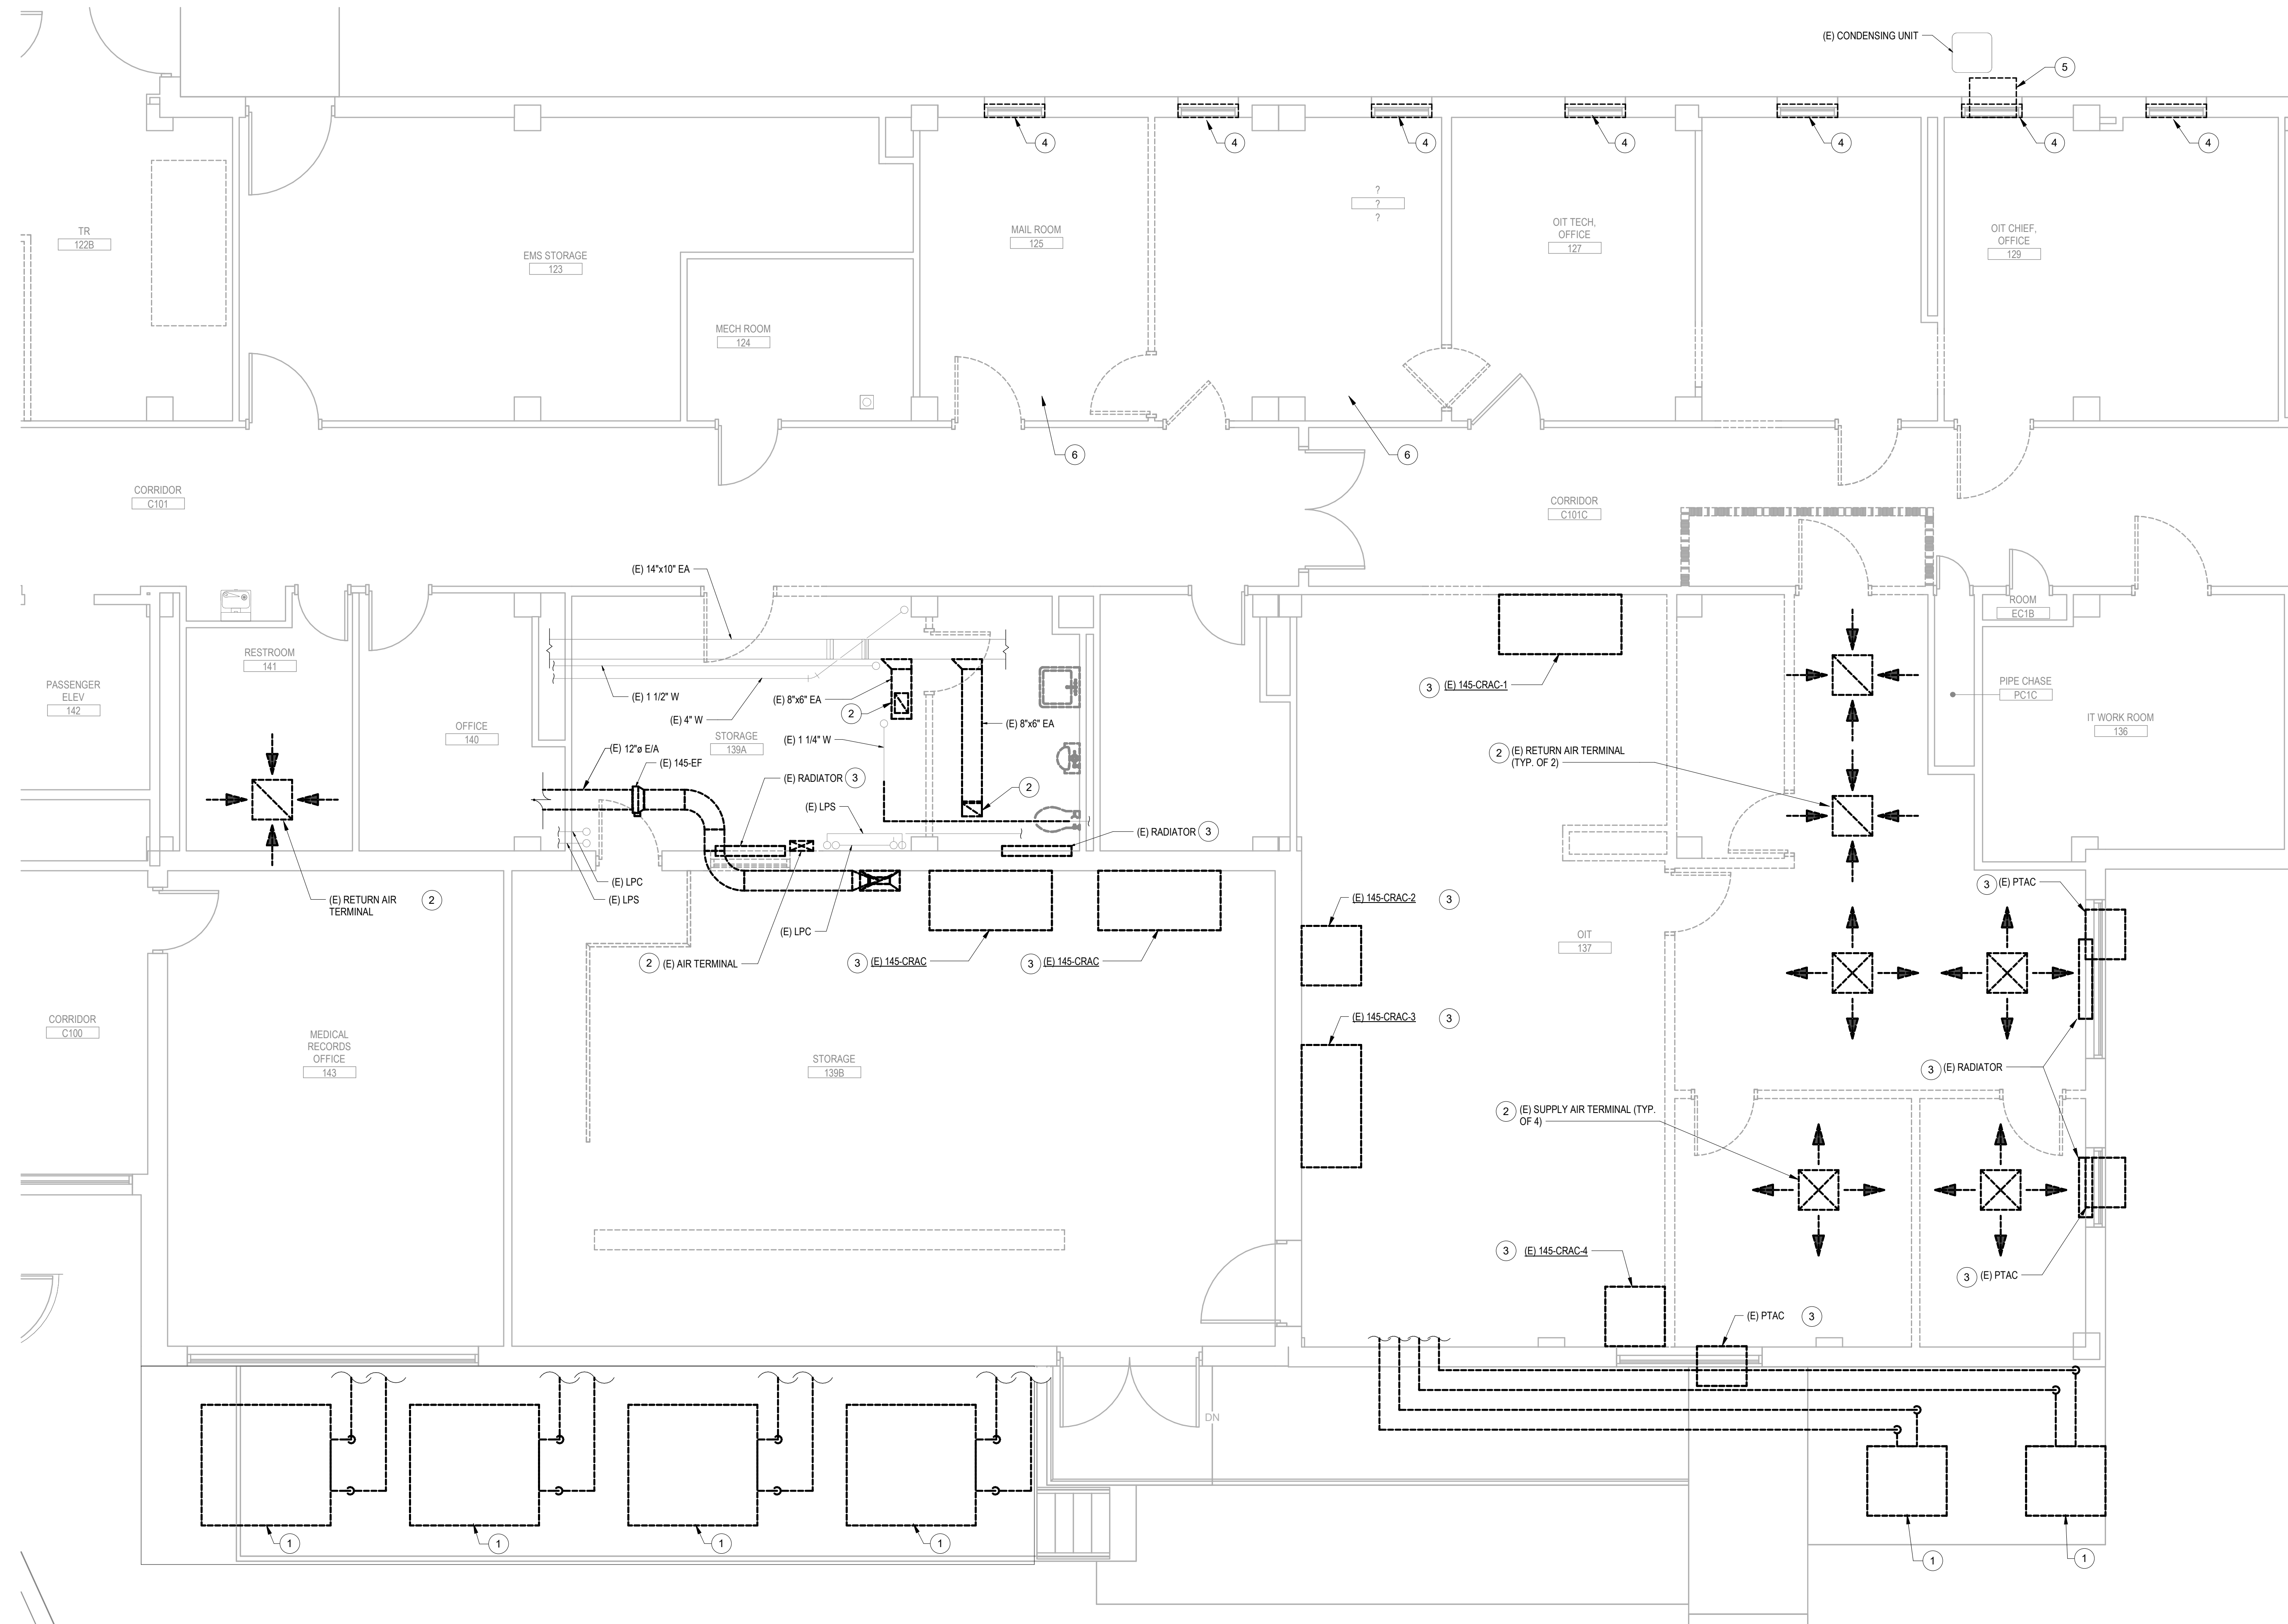 (E) CONDENSING UNIT
5
4
4
4
4
4
4
4
TR
122B
EMS STORAGE
123
MECH ROOM
124
MAIL ROOM
125
?
?
?
OIT TECH,
OFFICE
127
OIT CHIEF,
OFFICE
129
6
6
CORRIDOR
C101
CORRIDOR
C101C
(E) 14"x10" EA
RESTROOM
141
PASSENGER
ELEV
142
OFFICE
140
(E) 1 1/2" W
(E) 4" W
(E) 8"x6" EA
2
(E) 8"x6" EA
STORAGE
139A
(E) 1 1/4" W
(E) 12"ø E/A
(E) 145-EF
(E) RADIATOR
3
2
(E) LPS
(E) RADIATOR
3
(E) LPC
(E) LPS
(E) RETURN AIR
TERMINAL
2
(E) LPC
2
(E) AIR TERMINAL
3
(E) 145-CRAC
3
(E) 145-CRAC
3
(E) 145-CRAC-1
2
(E) RETURN AIR TERMINAL
(TYP. OF 2)
ROOM
EC1B
PIPE CHASE
PC1C
IT WORK ROOM
136
(E) 145-CRAC-2
3
3
(E) PTAC
OIT
137
(E) 145-CRAC-3
3
CORRIDOR
C100
MEDICAL
RECORDS
OFFICE
143
STORAGE
139B
3
(E) RADIATOR
2
(E) SUPPLY AIR TERMINAL (TYP.
OF 4)
3
(E) 145-CRAC-4
3
(E) PTAC
(E) PTAC
3
DN
1
1
1
1
1
1